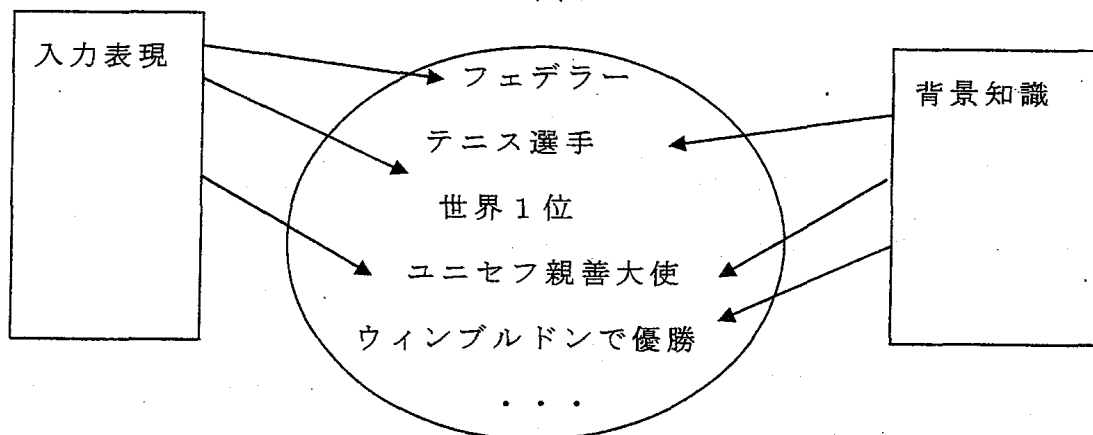 入力表現
フェデラー
テニス選手
世界１位
ユニセフ親善大使
ウィンブルドンで優勝
・・・
背景知識